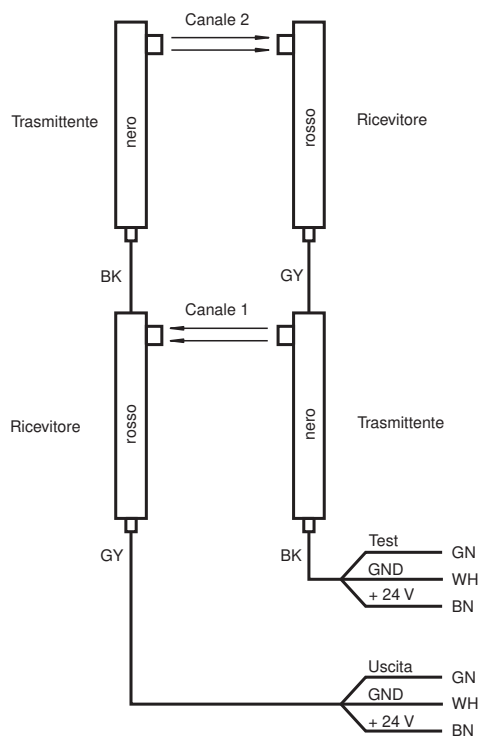 Canale 2
Trasmittente
nero
rosso
Ricevitore
BK
GY
Canale 1
Ricevitore
rosso
nero
Trasmittente
GY
BK
Test
GN
GND
WH
+ 24 V
BN
Uscita
GN
GND
WH
+ 24 V
BN